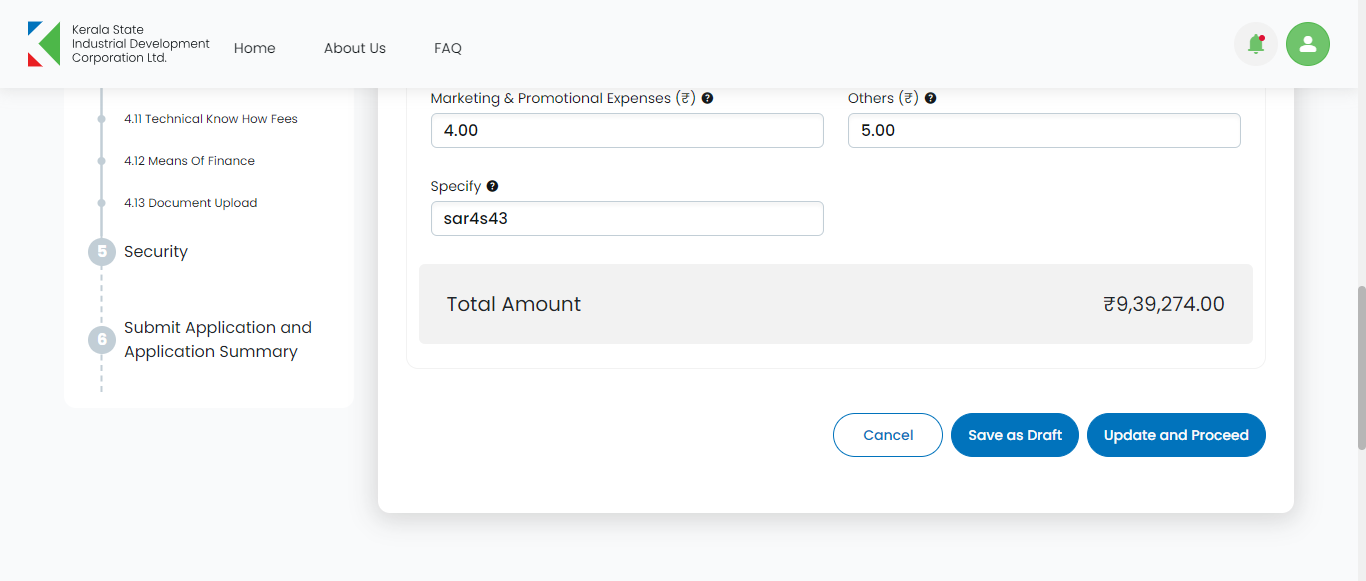 Kerala State
Industrial Development
Corporation Ltd.
Home
About Us
FAQ
4.11 Technical Know How Fees
4.12 Means Of Finance
4.13 Document Upload
5 Security
6 Submit Application and
Application Summary
Marketing & Promotional Expenses (₹) ?
4.00
Others (₹) ?
5.00
Specify ?
sar4s43
Total Amount
₹9,39,274.00
Cancel
Save as Draft
Update and Proceed